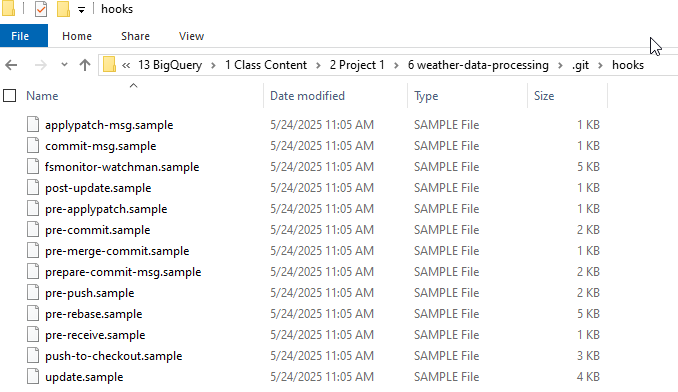 hooks
File Home Share View
« 13 BigQuery › 1 Class Content › 2 Project 1 › 6 weather-data-processing › .git › hooks
Name Date modified Type Size
applypatch-msg.sample 5/24/2025 11:05 AM SAMPLE File 1 KB
commit-msg.sample 5/24/2025 11:05 AM SAMPLE File 1 KB
fsmonitor-watchman.sample 5/24/2025 11:05 AM SAMPLE File 5 KB
post-update.sample 5/24/2025 11:05 AM SAMPLE File 1 KB
pre-applypatch.sample 5/24/2025 11:05 AM SAMPLE File 1 KB
pre-commit.sample 5/24/2025 11:05 AM SAMPLE File 2 KB
pre-merge-commit.sample 5/24/2025 11:05 AM SAMPLE File 1 KB
prepare-commit-msg.sample 5/24/2025 11:05 AM SAMPLE File 2 KB
pre-push.sample 5/24/2025 11:05 AM SAMPLE File 2 KB
pre-rebase.sample 5/24/2025 11:05 AM SAMPLE File 5 KB
pre-receive.sample 5/24/2025 11:05 AM SAMPLE File 1 KB
push-to-checkout.sample 5/24/2025 11:05 AM SAMPLE File 3 KB
update.sample 5/24/2025 11:05 AM SAMPLE File 4 KB